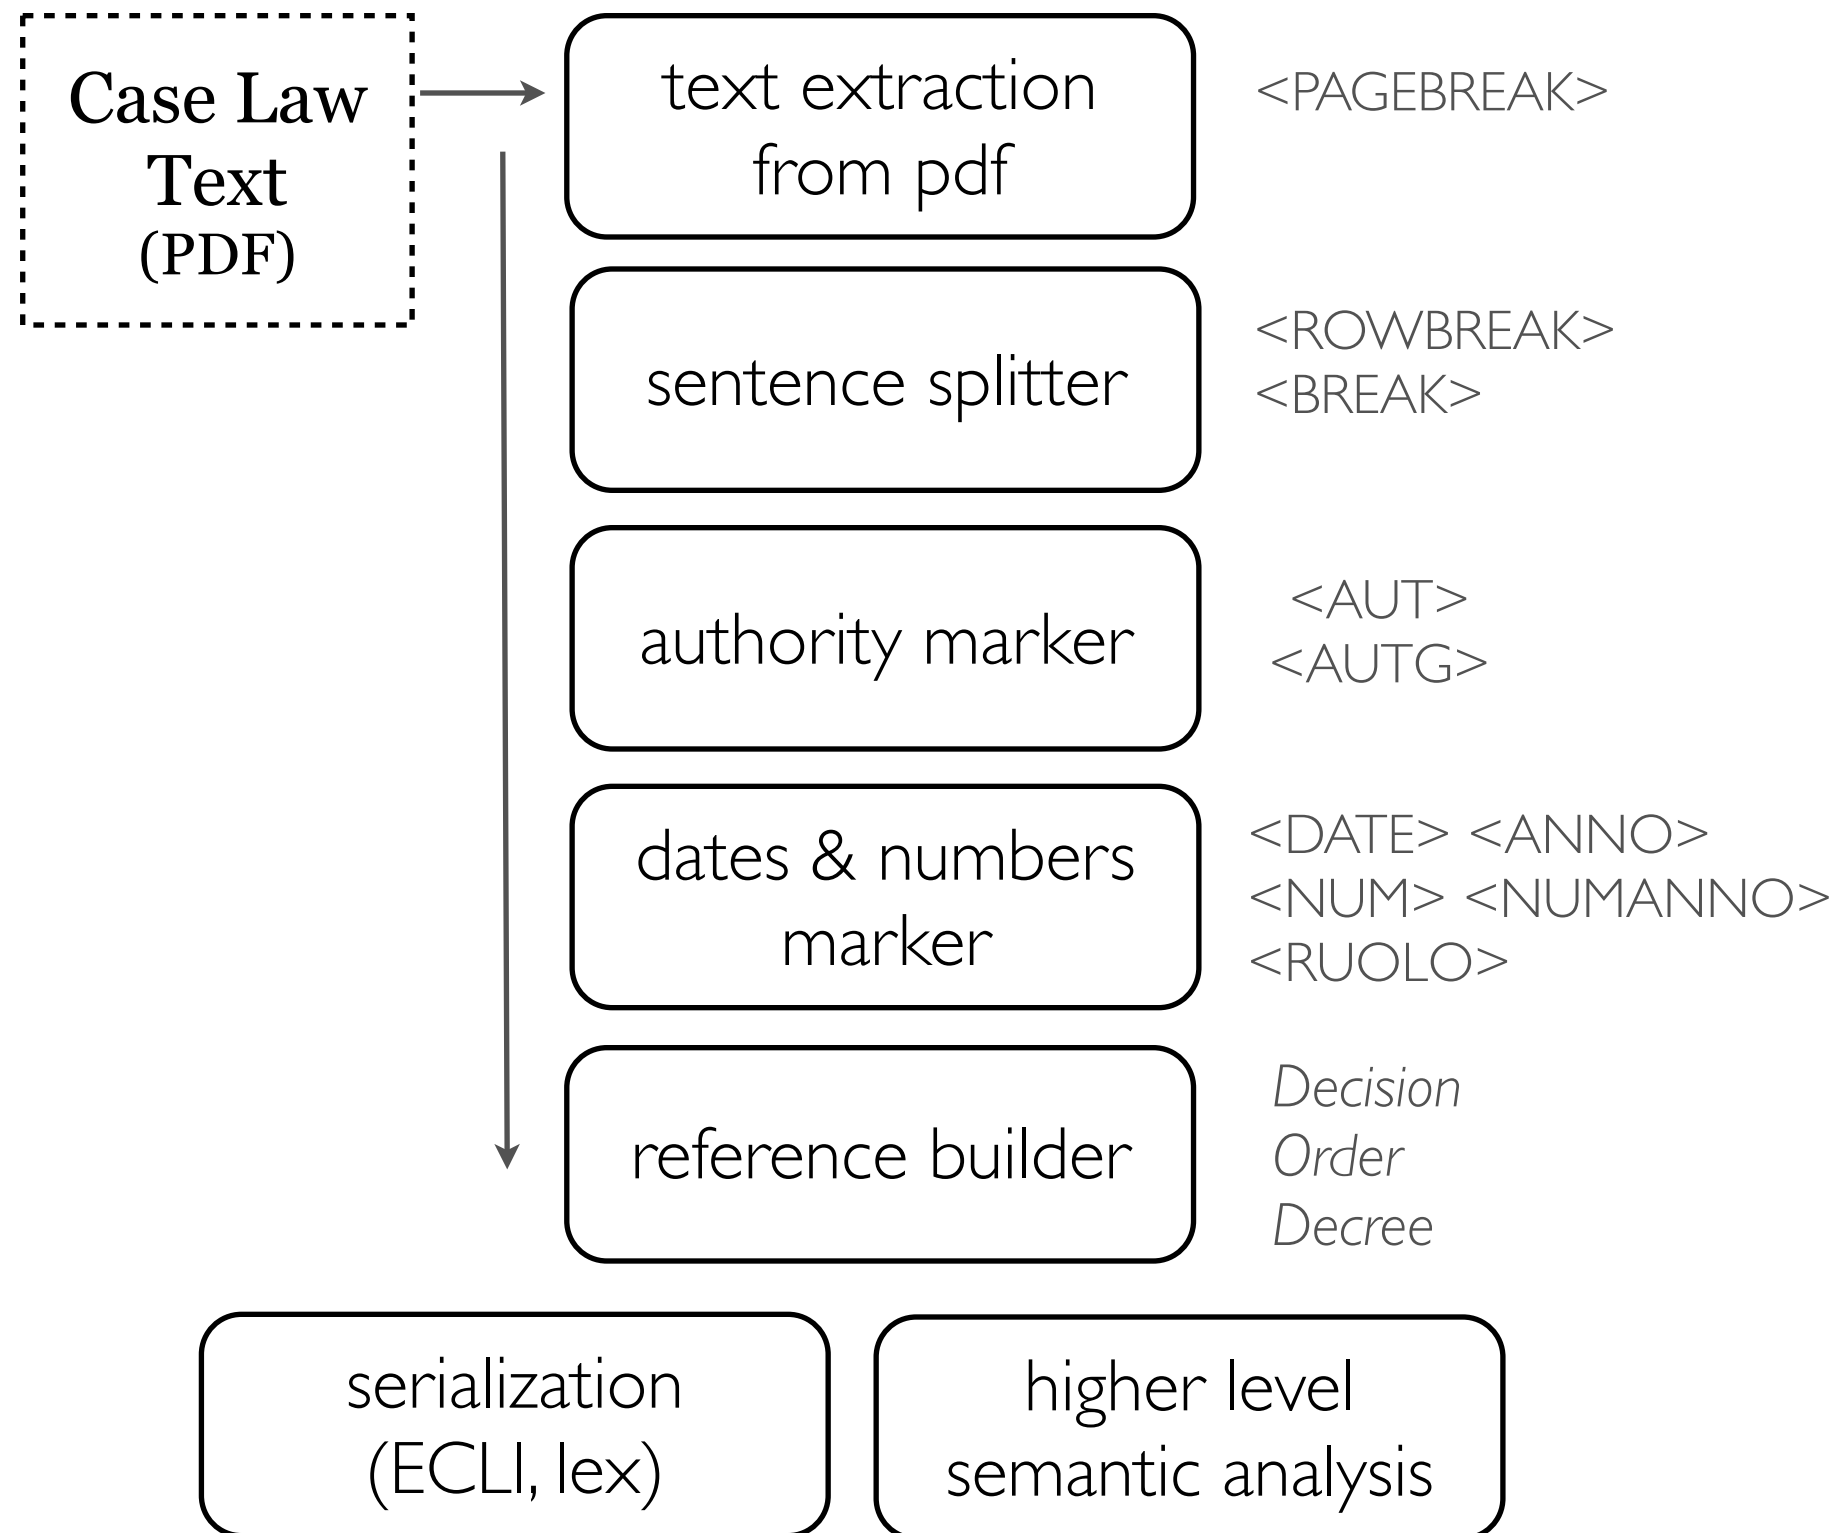 Case Law
Text
(PDF)
text extraction
from pdf
<PAGEBREAK>
sentence splitter
<ROWBREAK>
<BREAK>
authority marker
<AUT>
<AUTG>
dates & numbers
marker
<DATE> <ANNO>
<NUM> <NUMANNO>
<RUOLO>
reference builder
Decision
Order
Decree
serialization
(ECLI, lex)
higher level
semantic analysis